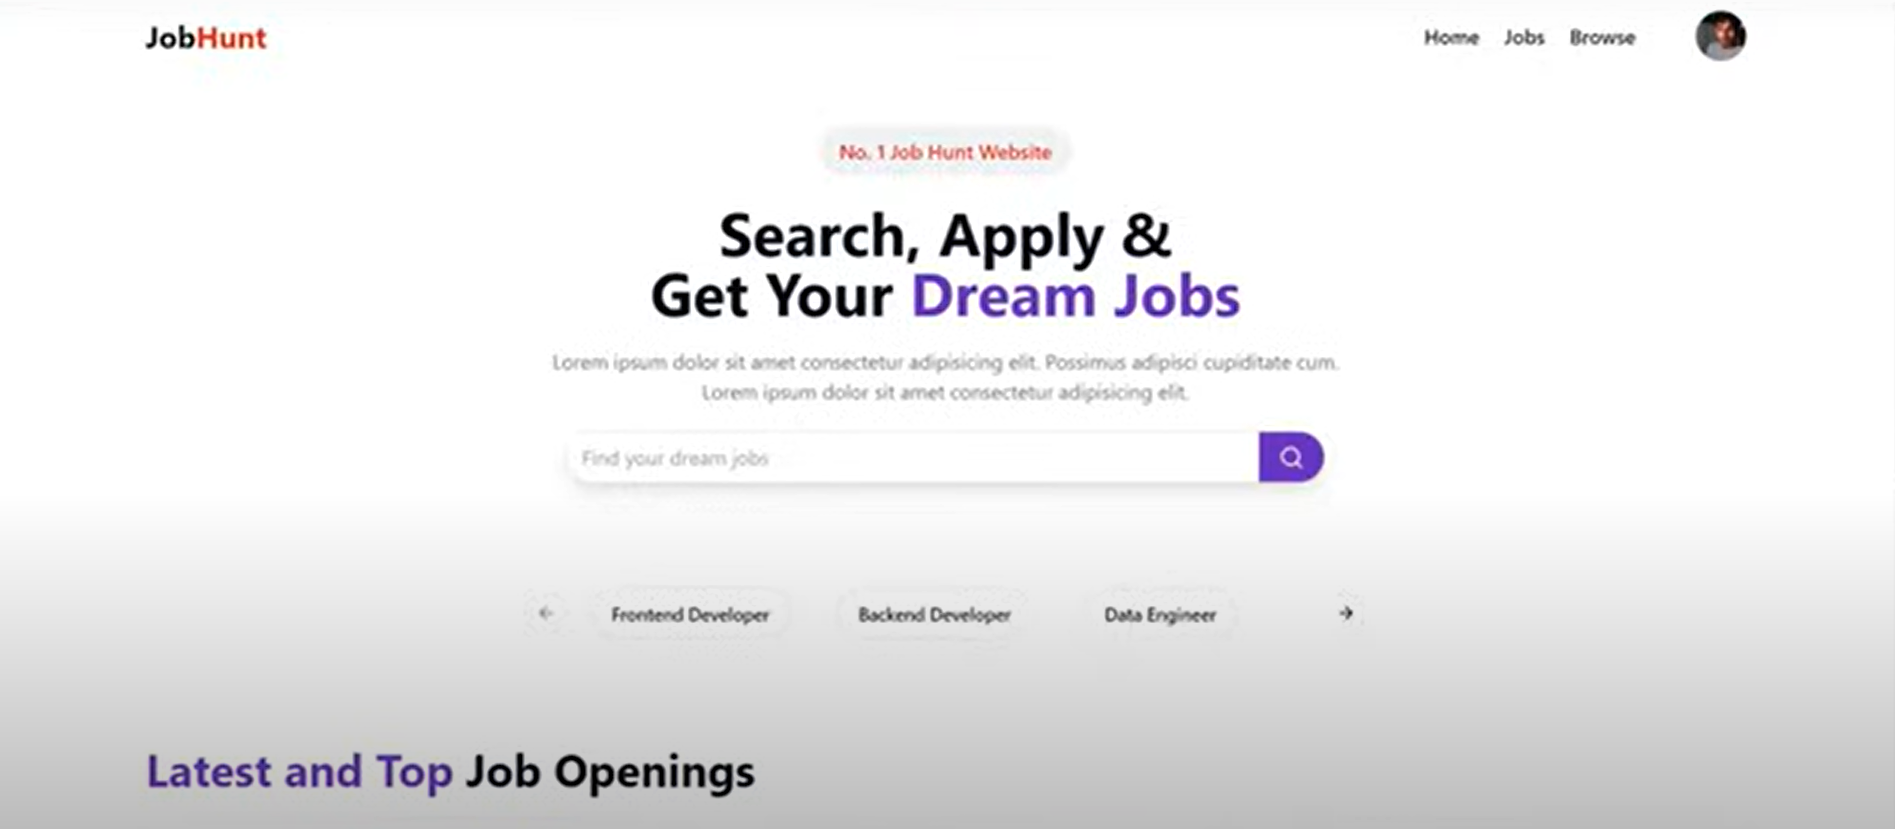 JobHunt
Home Jobs Browse
No. 1 Job Hunt Website
Search, Apply &
Get Your Dream Jobs
Lorem ipsum dolor sit amet consectetur adipisicing elit. Possimus adipisci cupiditate cum.
Lorem ipsum dolor sit amet consectetur adipisicing elit.
Find your dream jobs
Frontend Developer Backend Developer Data Engineer
Latest and Top Job Openings